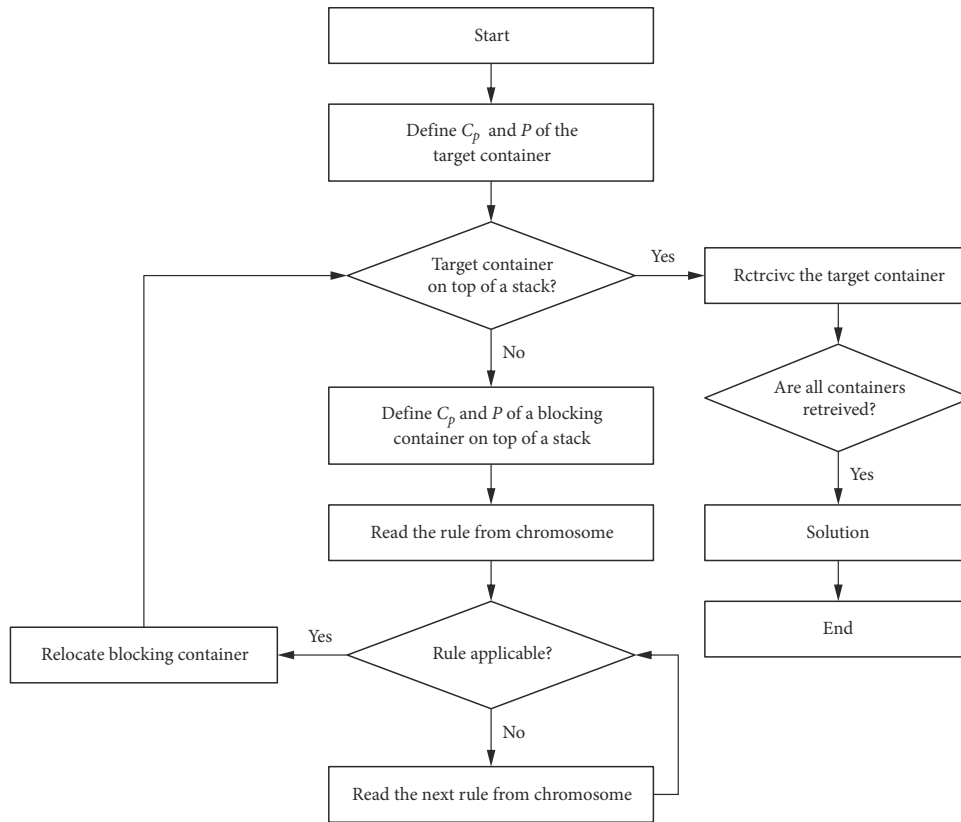 Start
Define Cp and P of the
target container
Target container
on top of a stack?
Yes
Rctrcivc the target container
No
Are all containers
retreived?
Define Cp and P of a blocking
container on top of a stack
Yes
Read the rule from chromosome
Solution
End
Yes
Relocate blocking container
Rule applicable?
No
Read the next rule from chromosome